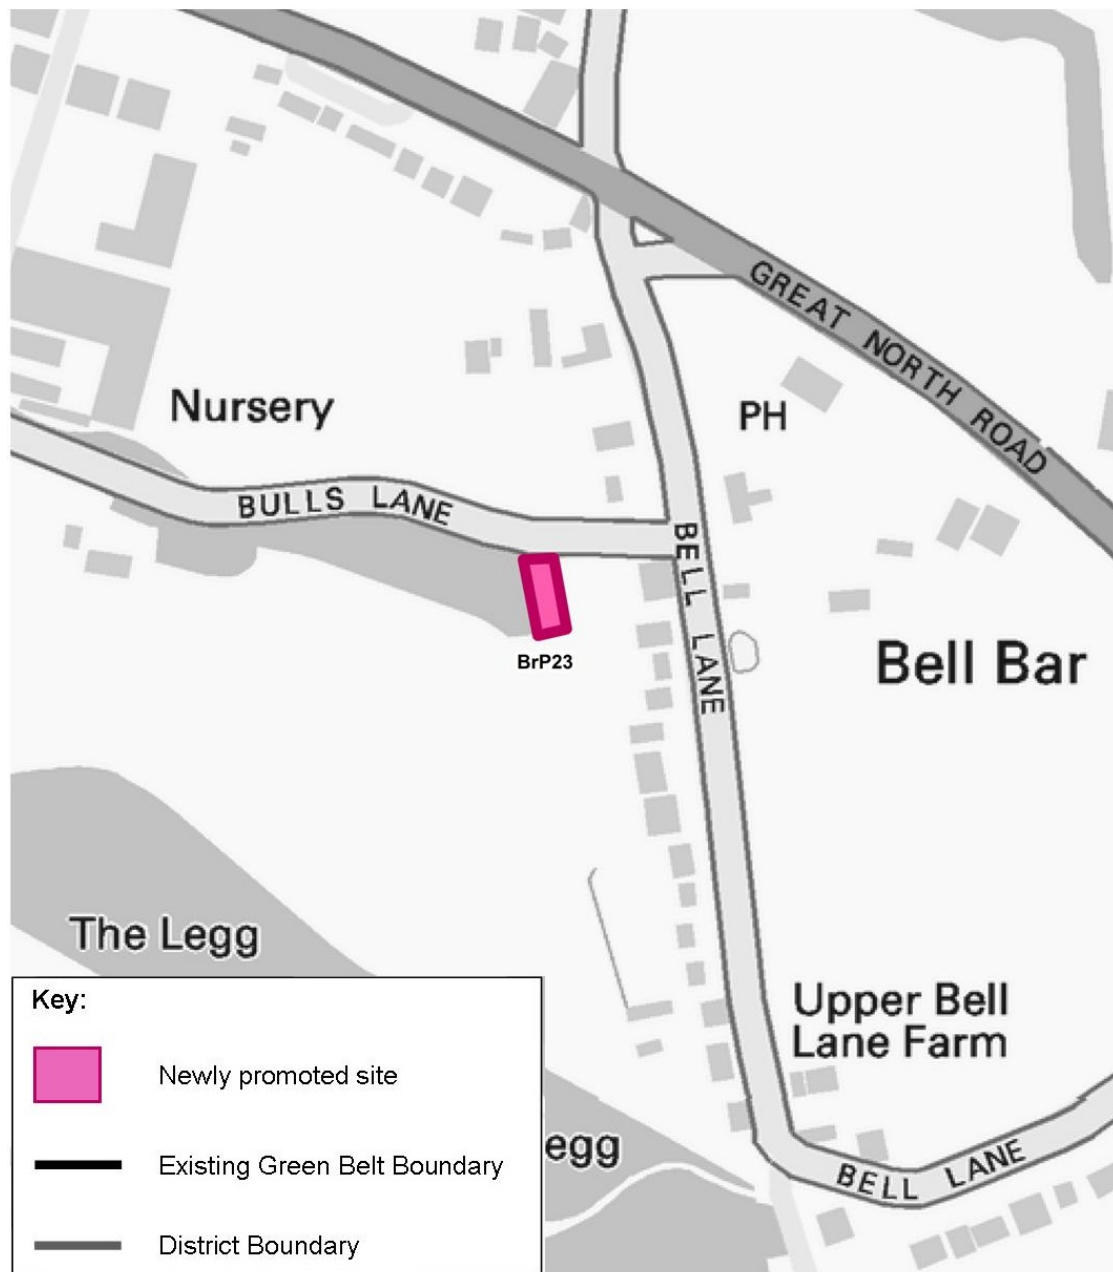 GREAT NORTH ROAD
Nursery
PH
BULLS LANE
BELL LANE
Bell Bar
BrP23
The Legg
Upper Bell
Lane Farm
egg
BELL LANE
Key:
Newly promoted site
Existing Green Belt Boundary
District Boundary